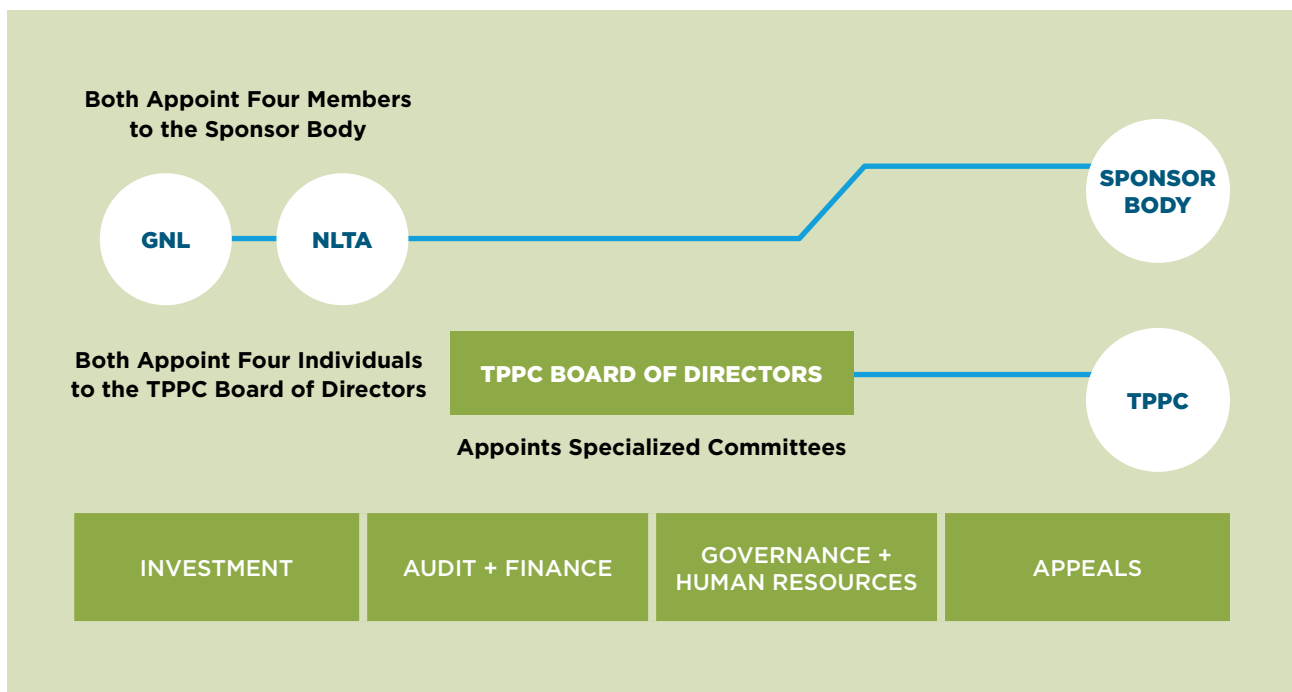 Both Appoint Four Members
to the Sponsor Body
GNL
NLTA
SPONSOR
BODY
Both Appoint Four Individuals
to the TPPC Board of Directors
TPPC BOARD OF DIRECTORS
TPPC
Appoints Specialized Committees
INVESTMENT
AUDIT + FINANCE
GOVERNANCE +
HUMAN RESOURCES
APPEALS